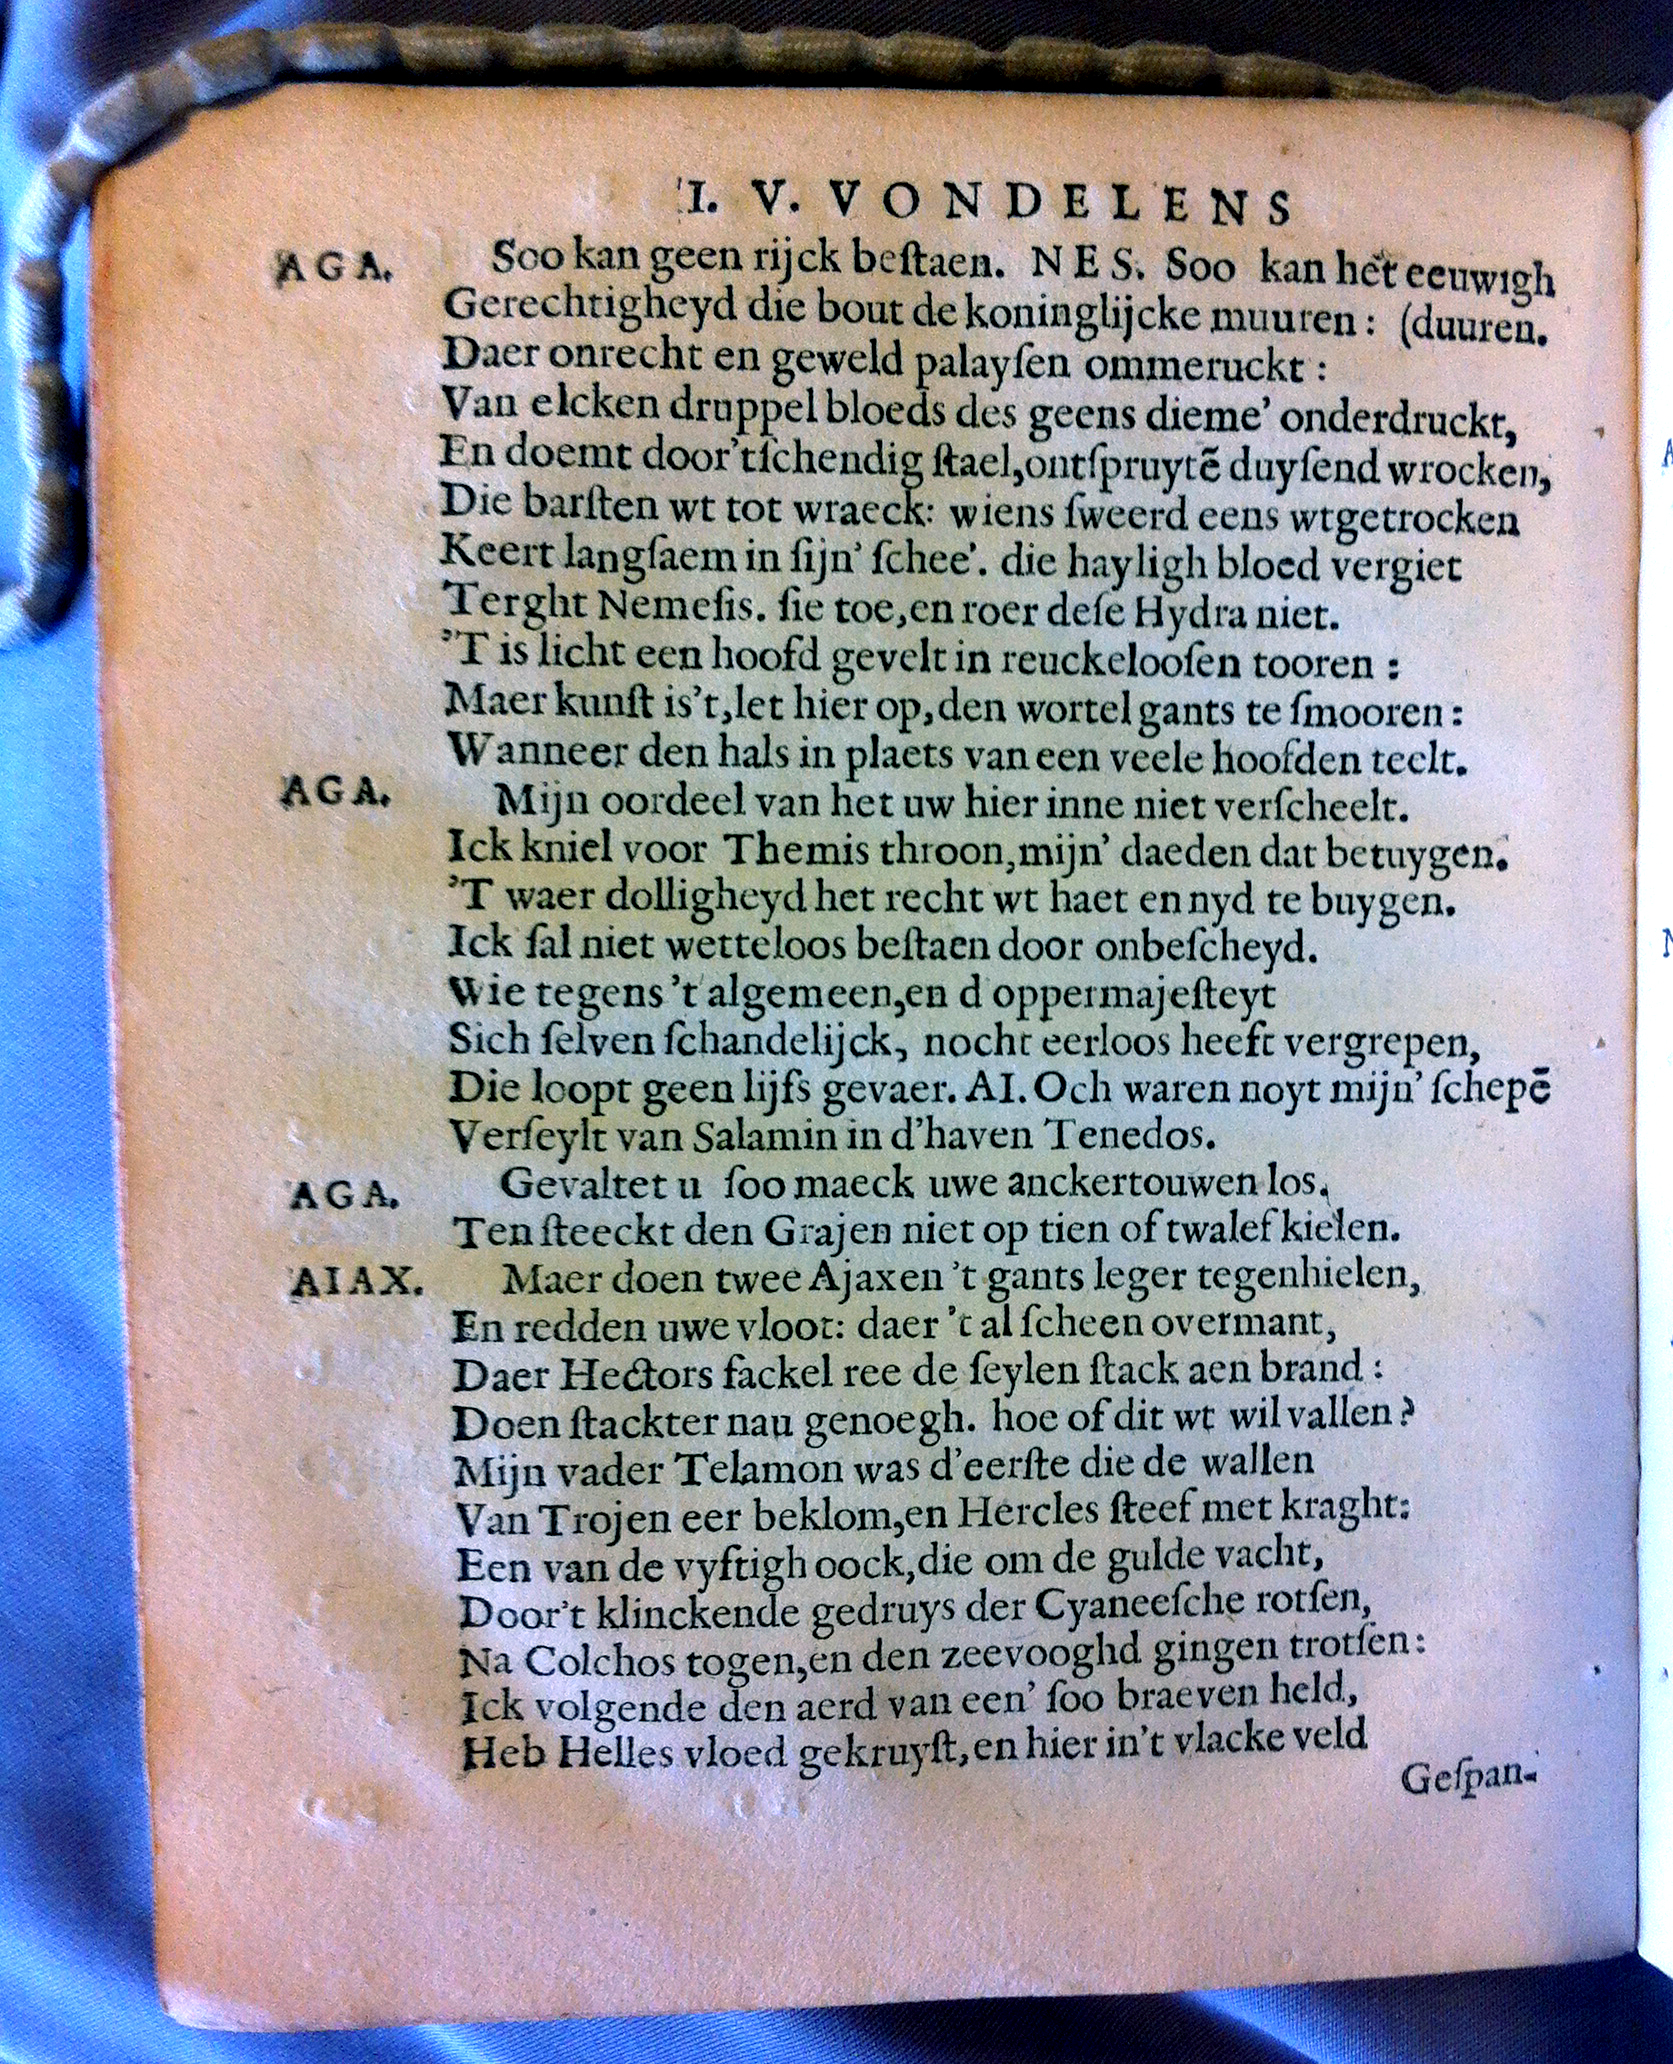 I. V. VONDELENS
AGA. Soo kan geen rijck beſtaen. NES. Soo kan het eeuwigh
Gerechtigheyd die bout de koninglijcke muuren: (duuren.
Daer onrecht en geweld palayſen ommeruckt:
Van elcken druppel bloeds des geens dieme' onderdruckt,
En doemt door'tſchendig ſtael,ontſpruytē duyſend wrocken,
Die barſten wt tot wraeck: wiens ſweerd eens wtgetrocken
Keert langſaem in ſijn' ſchee'. die hayligh bloed vergiet
Terght Nemeſis. ſie toe,en roer deſe Hydra niet.
'T is licht een hoofd gevelt in reuckelooſen tooren:
Maer kunſt is't,let hier op,den wortel gants te ſmooren:
Wanneer den hals in plaets van een veele hoofden teelt.
AGA. Mijn oordeel van het uw hier inne niet verſcheelt.
Ick kniel voor Themis throon,mijn' daeden dat betuygen.
'T waer dolligheyd het recht wt haet en nyd te buygen.
Ick ſal niet wetteloos beſtaen door onbeſcheyd.
Wie tegens 't algemeen,en d oppermajeſteyt
Sich ſelven ſchandelijck, nocht eerloos heeft vergrepen,
Die loopt geen lijfs gevaer. AI. Och waren noyt mijn' ſchepē
Verſeylt van Salamin in d'haven Tenedos.
AGA. Gevaltet u ſoo maeck uwe anckertouwen los.
Ten ſteeckt den Grajen niet op tien of twalef kielen.
AIAX. Maer doen twee Ajaxen 't gants leger tegenhielen,
En redden uwe vloot: daer 't al ſcheen overmant,
Daer Hectors fackel ree de ſeylen ſtack aen brand:
Doen ſtackter nau genoegh. hoe of dit wt wil vallen?
Mijn vader Telamon was d'eerſte die de wallen
Van Trojen eer beklom,en Hercles ſteef met kraght:
Een van de vyftigh oock,die om de gulde vacht,
Door't klinckende gedruys der Cyaneeſche rotſen,
Na Colchos togen,en den zeevooghd gingen trotſen:
Ick volgende den aerd van een' ſoo braeven held,
Heb Helles vloed gekruyſt,en hier in't vlacke veld
Geſpan-